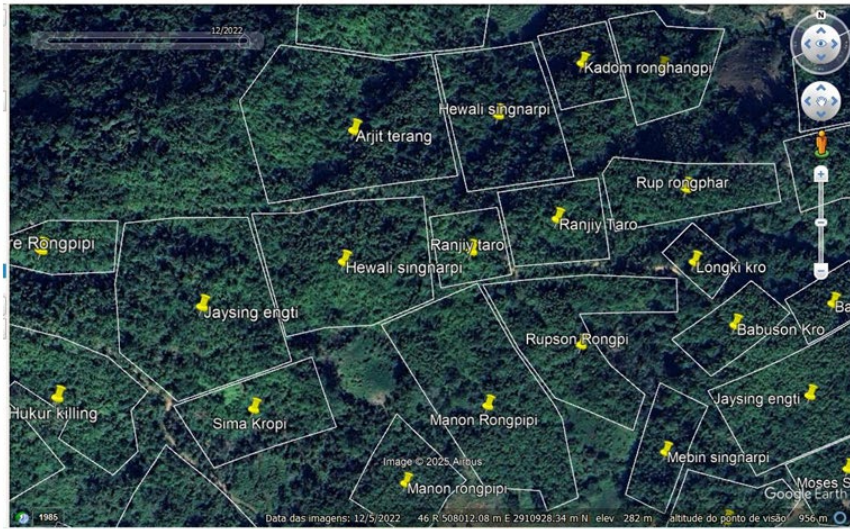 12/2022
N
Kadom ronghangpi
Hewali singnarpi
Arjit terang
Rup rongphar
Ranjiy Taro
Ranjiy taro
re Rongpipi
Hewali singnarpi
Longki kro
Jaysing engti
Ba
Babuson Kro
Rupson Rongpi
Jaysing engti
Hukur killing
Sima Kropi
Manon Rongpipi
Mebin singnarpi
Image © 2025 Airbus
Manon rongpipi
Moses S
Google Earth
1985
Data das imagens: 12/5/2022 46 R 508012.08 m E 2910928.34 m N elev 282 m altitude do ponto de visão 956 m